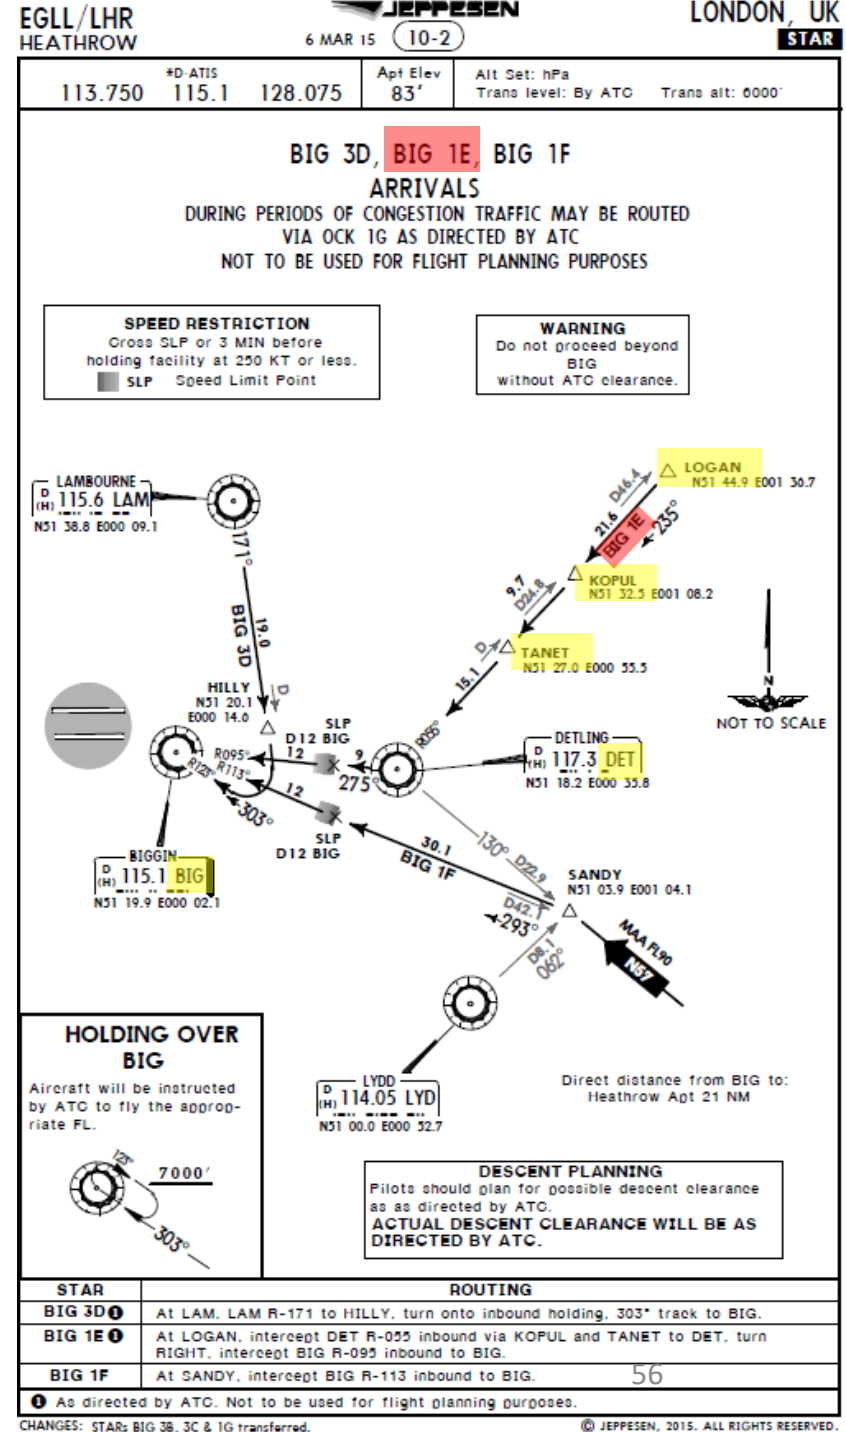 EGLL/LHR
HEATHROW
JEPPESEN
6 MAR 15
10-2
LONDON, UK
STAR
*D-ATIS
113.750 115.1 128.075
Apt Elev
83'
Alt Set: hPa
Trans level: By ATC Trans alt: 6000'
BIG 3D, BIG 1E, BIG 1F
ARRIVALS
DURING PERIODS OF CONGESTION TRAFFIC MAY BE ROUTED
VIA OCK 1G AS DIRECTED BY ATC
NOT TO BE USED FOR FLIGHT PLANNING PURPOSES
SPEED RESTRICTION
Cross SLP or 3 MIN before
holding facility at 250 KT or less.
SLP Speed Limit Point
WARNING
Do not proceed beyond
BIG
without ATC clearance.
LOGAN
N51 44.9 E001 36.7
D46.4
21.6
BIG 1E
235°
LAMBOURNE
D
(H) 115.6 LAM
N51 38.8 E000 09.1
171°
BIG 3D
19.0
KOPUL
N51 32.5 E001 08.2
9.7
D24.8
D
TANET
N51 27.0 E000 55.5
15.1
R055°
HILLY
N51 20.1
E000 14.6
D
SLP
D12 BIG
N
NOT TO SCALE
R095°
12
9
275°
R123°
R113°
12
303°
DETLING
D
(H) 117.3 DET
N51 18.2 E000 35.8
SLP
D12 BIG
BIGGIN
D
(H) 115.1 BIG
N51 19.9 E000 02.1
30.1
BIG 1F
130°
D22.9
SANDY
N51 03.9 E001 04.1
D42.1
293°
D8.1
062°
MAA FL90
N57
LYDD
D
(H) 114.05 LYD
N51 00.0 E000 52.7
Direct distance from BIG to:
Heathrow Apt 21 NM
HOLDING OVER
BIG
Aircraft will be instructed
by ATC to fly the approp-
riate FL.
123°
7000'
303°
DESCENT PLANNING
Pilots should plan for possible descent clearance
as as directed by ATC.
ACTUAL DESCENT CLEARANCE WILL BE AS
DIRECTED BY ATC.
STAR ROUTING
BIG 3D❶ At LAM, LAM R-171 to HILLY, turn onto inbound holding, 303° track to BIG.
BIG 1E❶ At LOGAN, intercept DET R-055 inbound via KOPUL and TANET to DET, turn
RIGHT, intercept BIG R-095 inbound to BIG.
BIG 1F At SANDY, intercept BIG R-113 inbound to BIG.
56
❶ As directed by ATC. Not to be used for flight planning purposes.
CHANGES: STARs BIG 3B, 3C & 1G transferred.
© JEPPESEN, 2015. ALL RIGHTS RESERVED.